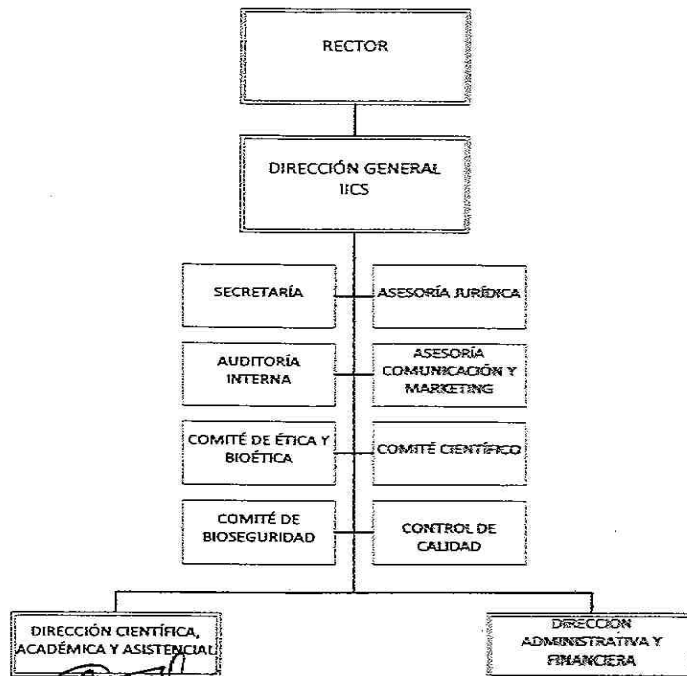 RECTOR
DIRECCIÓN GENERAL
IICS
SECRETARÍA
ASESORÍA JURÍDICA
AUDITORÍA
INTERNA
ASESORÍA
COMUNICACIÓN Y
MARKETING
COMITÉ DE ÉTICA Y
BIOÉTICA
COMITÉ CIENTÍFICO
COMITÉ DE
BIOSEGURIDAD
CONTROL DE
CALIDAD
DIRECCIÓN CIENTÍFICA,
ACADÉMICA Y ASISTENCIAL
DIRECCIÓN
ADMINISTRATIVA Y
FINANCIERA